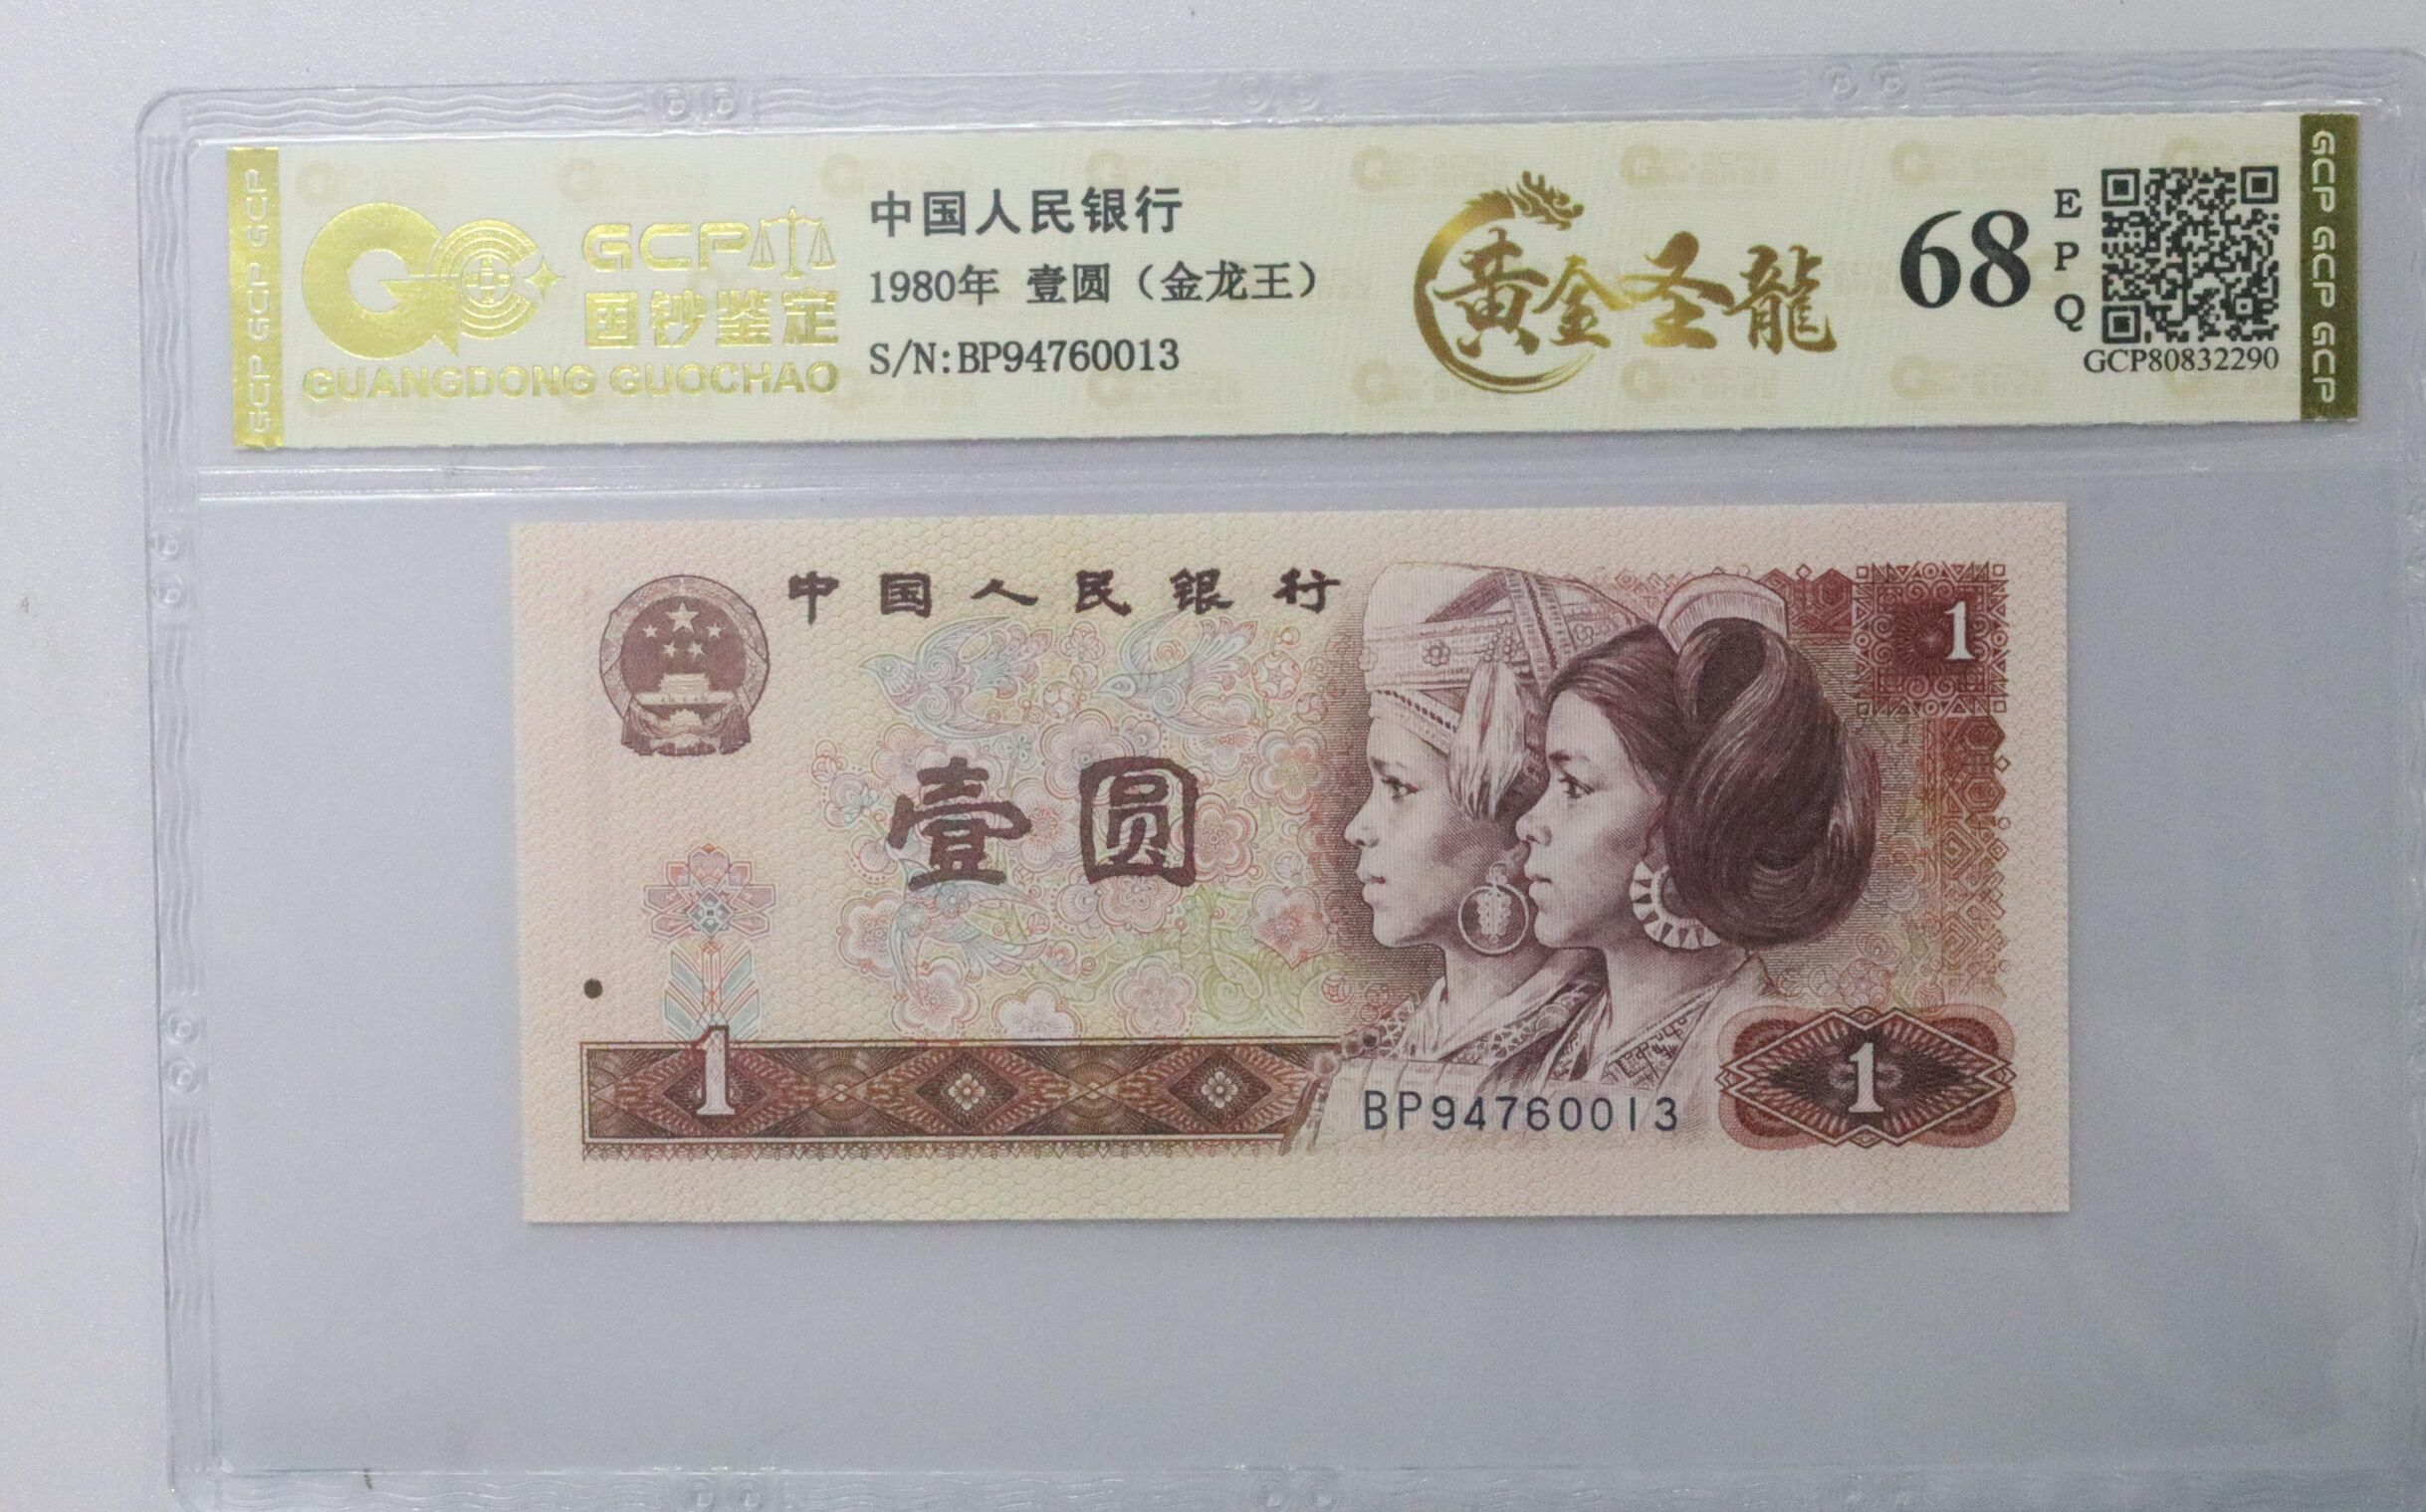 GCP GCP GCP
GCP
国钞鉴定
GUANGDONG GUOCHAO
中国人民银行
1980年 壹圆（金龙王）
S/N:BP94760013
黄金圣龍
68
E
P
Q
GCP80832290
GCP GCP GCP
中国人民银行
1
壹圆
1
BP94760013
1